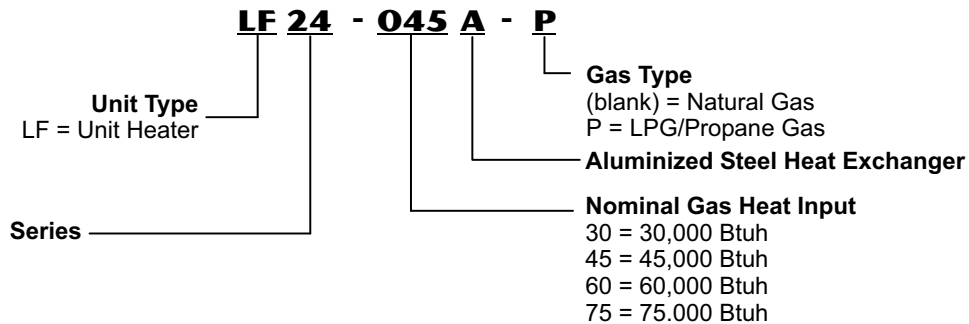 LF 24 - 045 A - P
Gas Type
(blank) = Natural Gas
P = LPG/Propane Gas
Unit Type
LF = Unit Heater
Aluminized Steel Heat Exchanger
Nominal Gas Heat Input
30 = 30,000 Btuh
45 = 45,000 Btuh
60 = 60,000 Btuh
75 = 75.000 Btuh
Series